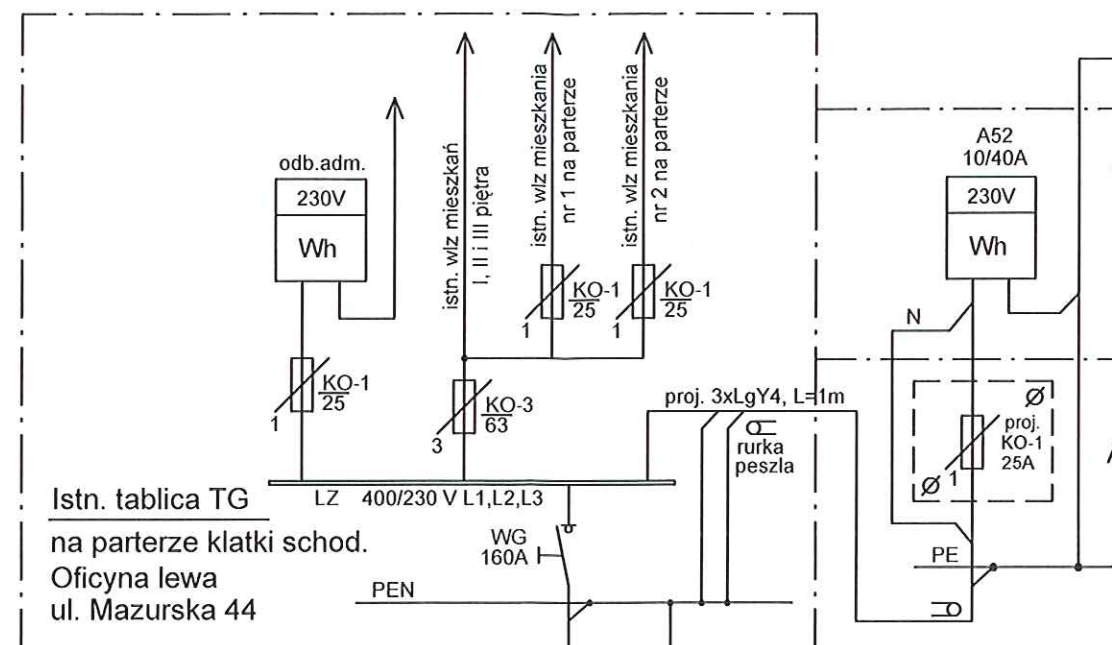 odb.adm.
230V
Wh
istn. wlz mieszkań
I, II i III piętra
istn. wlz mieszkania
nr 1 na parterze
istn. wlz mieszkania
nr 2 na parterze
KO-1
25
1
KO-1
25
1
KO-1
25
1
KO-3
63
3
proj. 3xLgY4, L=1m
rurka
peszla
LZ 400/230 V L1,L2,L3
WG
160A
PEN
Istn. tablica TG
na parterze klatki schod.
Oficyna lewa
ul. Mazurska 44
A52
10/40A
230V
Wh
N
proj.
KO-1
25A
1
PE